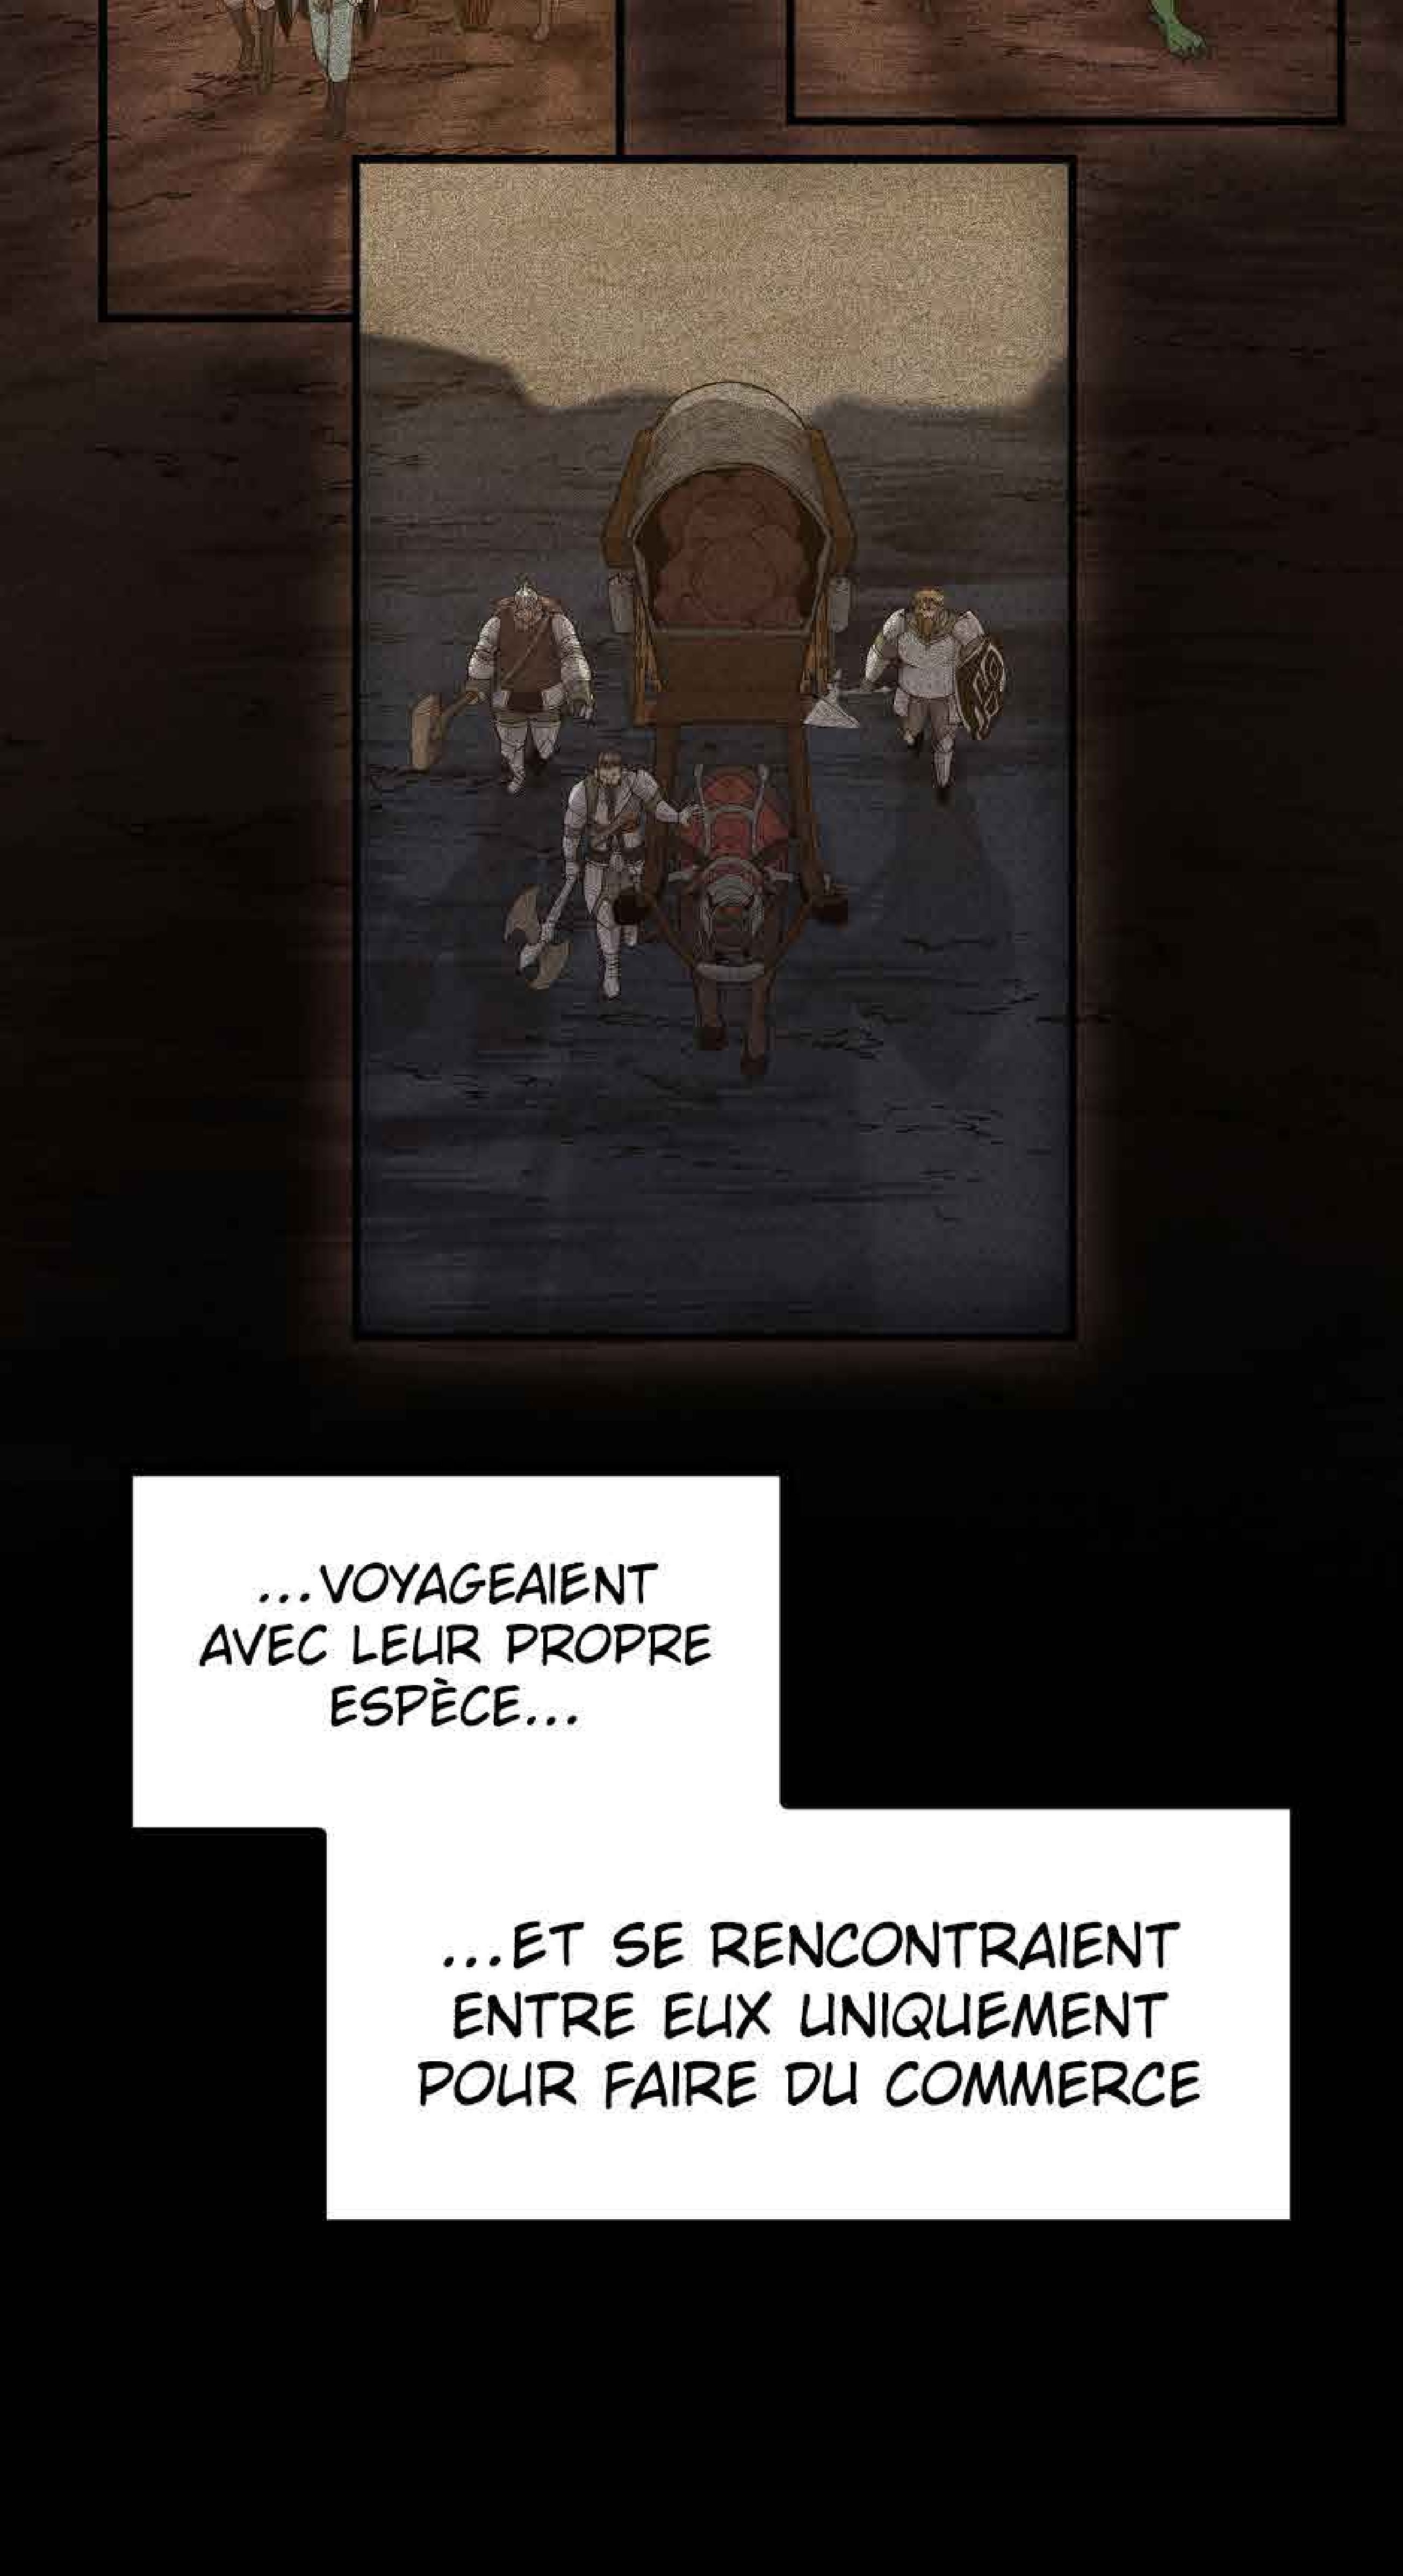 ...VOYAGEAIENT
AVEC LEUR PROPRE
ESPÈCE...
...ET SE RENCONTRAIENT
ENTRE EUX UNIQUEMENT
POUR FAIRE DU COMMERCE